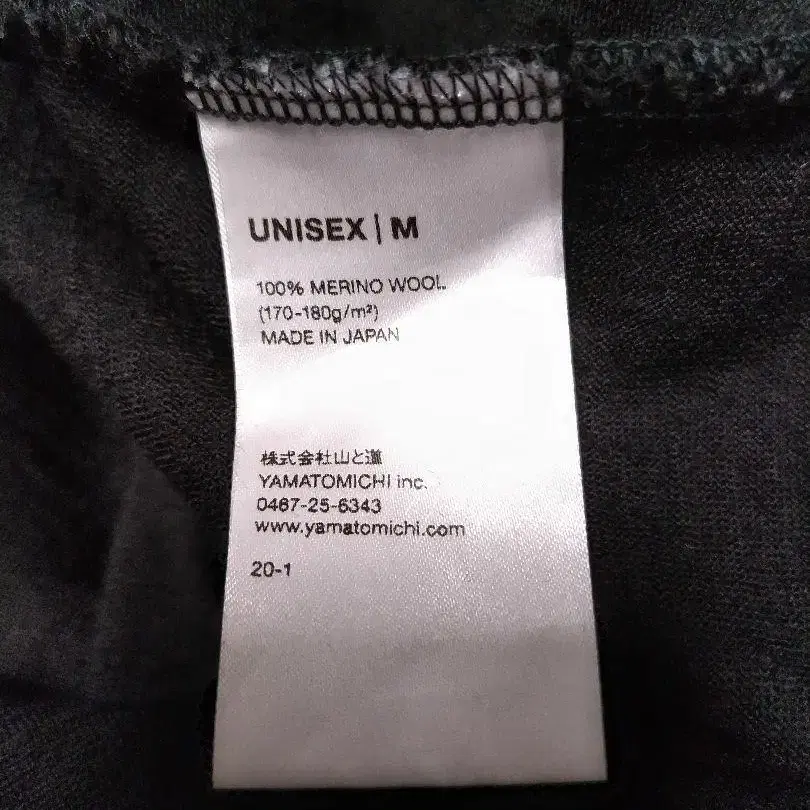 UNISEX | M
100% MERINO WOOL
(170-180g/m²)
MADE IN JAPAN
株式会社山と道
YAMATOMICHI inc.
0467-25-6343
www.yamatomichi.com
20-1